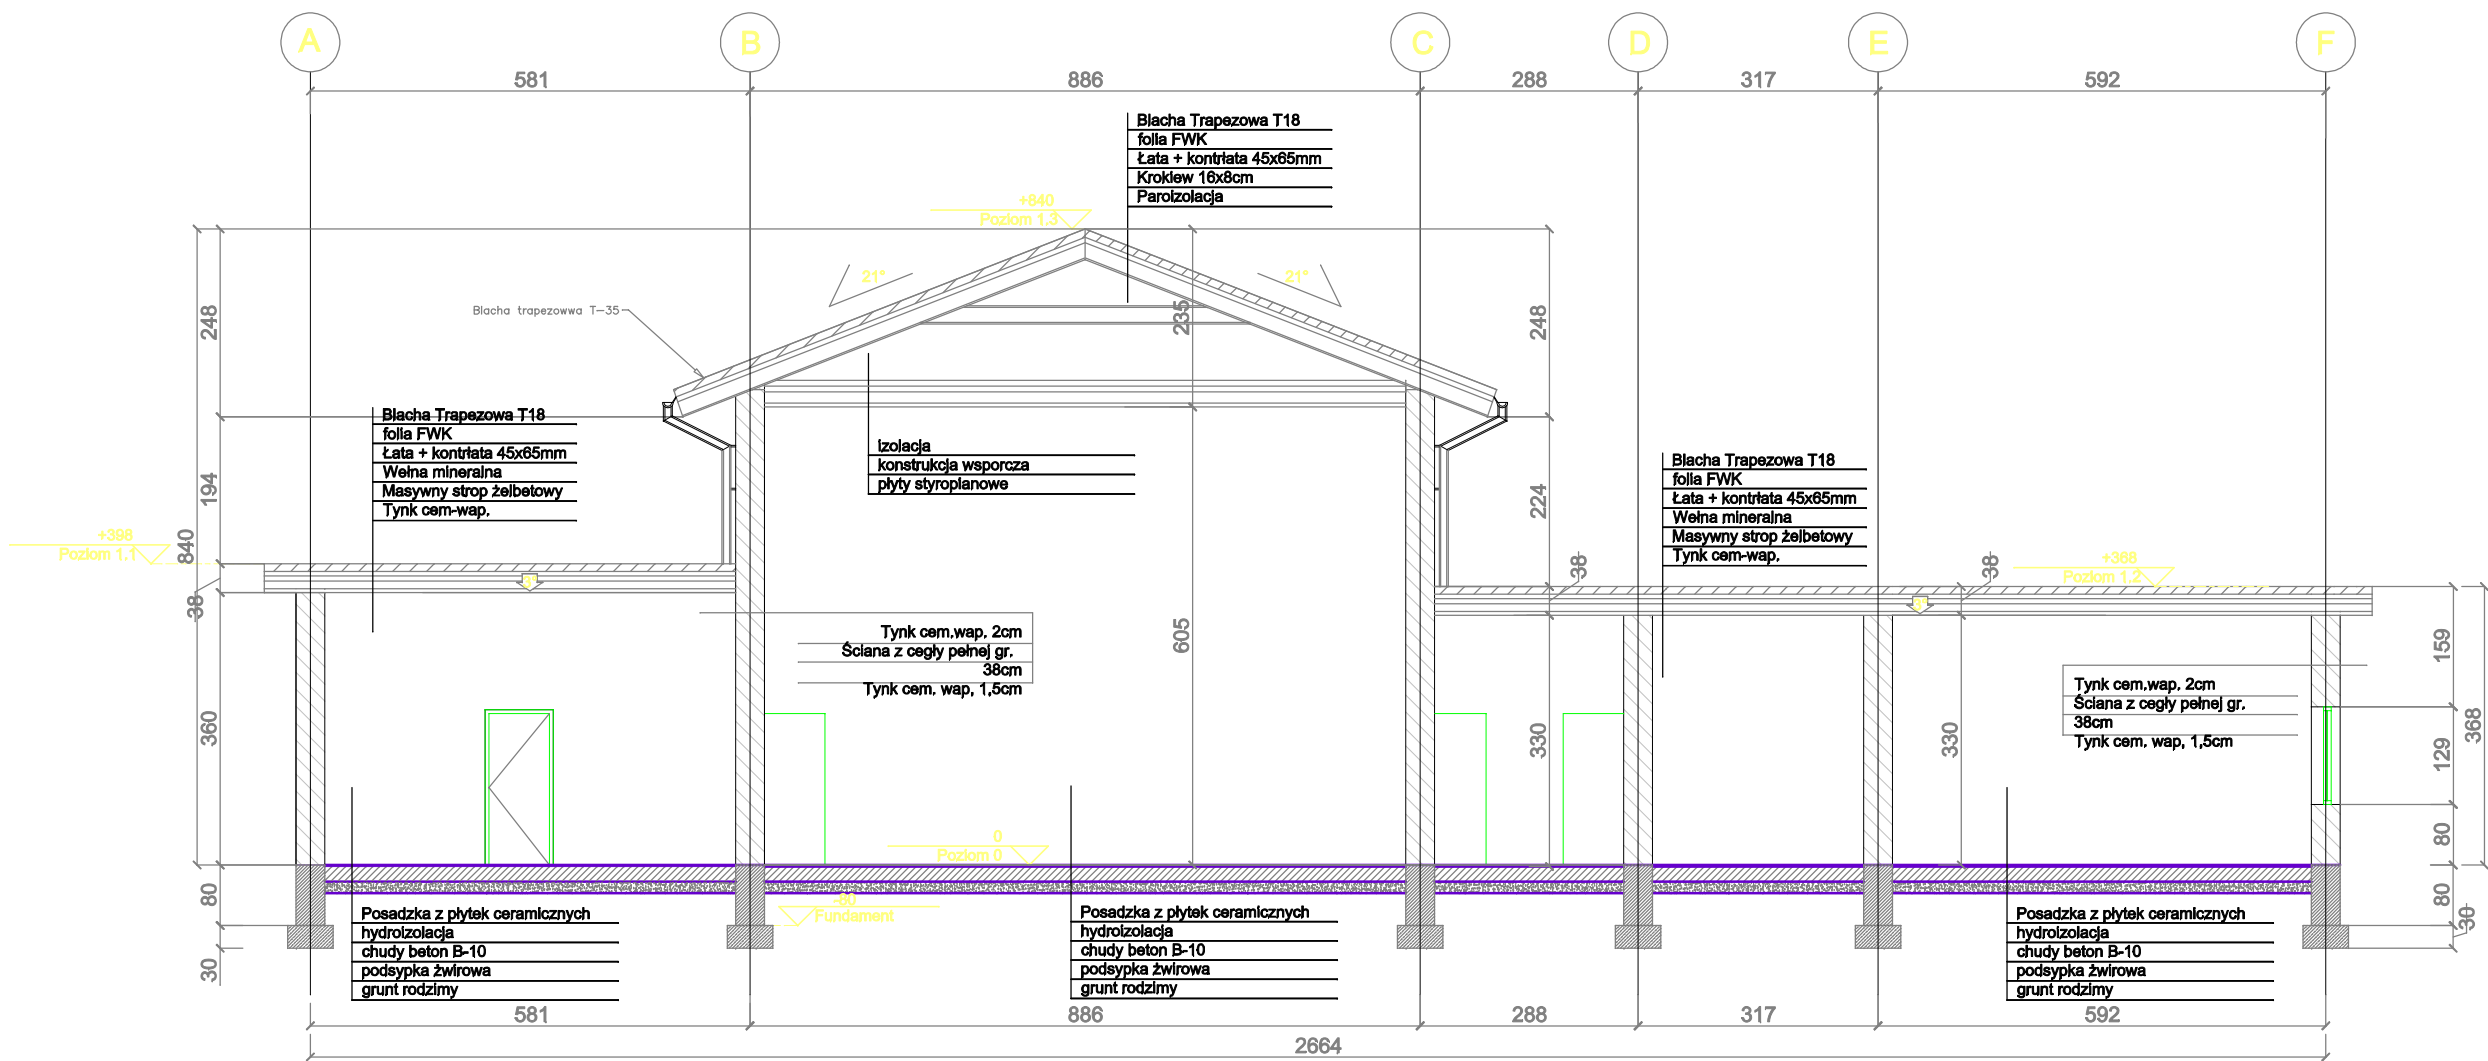 A
B
C
D
E
F
581
886
288
317
592
Blacha Trapezowa T18
folia FWK
Łata + kontrłata 45x65mm
Krokiew 16x8cm
Paroizolacja
+840
Poziom 1.3
21°
21°
Blacha trapezowwa T-35
248
235
248
Blacha Trapezowa T18
folia FWK
Łata + kontrłata 45x65mm
Wełna mineralna
Masywny strop żelbetowy
Tynk cem-wap.
izolacja
konstrukcja wsporcza
płyty styropianowe
Blacha Trapezowa T18
folia FWK
Łata + kontrłata 45x65mm
Wełna mineralna
Masywny strop żelbetowy
Tynk cem-wap.
194
224
+398
Poziom 1.1
840
38
38
38
+368
Poziom 1.2
3°
38
Tynk cem.wap. 2cm
Ściana z cegły pełnej gr.
38cm
Tynk cem. wap. 1,5cm
605
Tynk cem.wap. 2cm
Ściana z cegły pełnej gr.
38cm
Tynk cem. wap. 1,5cm
159
360
330
330
129
368
80
0
Poziom 0
80
-80
Fundament
80
30
30
Posadzka z płytek ceramicznych
hydroizolacja
chudy beton B-10
podsypka żwirowa
grunt rodzimy
Posadzka z płytek ceramicznych
hydroizolacja
chudy beton B-10
podsypka żwirowa
grunt rodzimy
Posadzka z płytek ceramicznych
hydroizolacja
chudy beton B-10
podsypka żwirowa
grunt rodzimy
581
886
288
317
592
2664